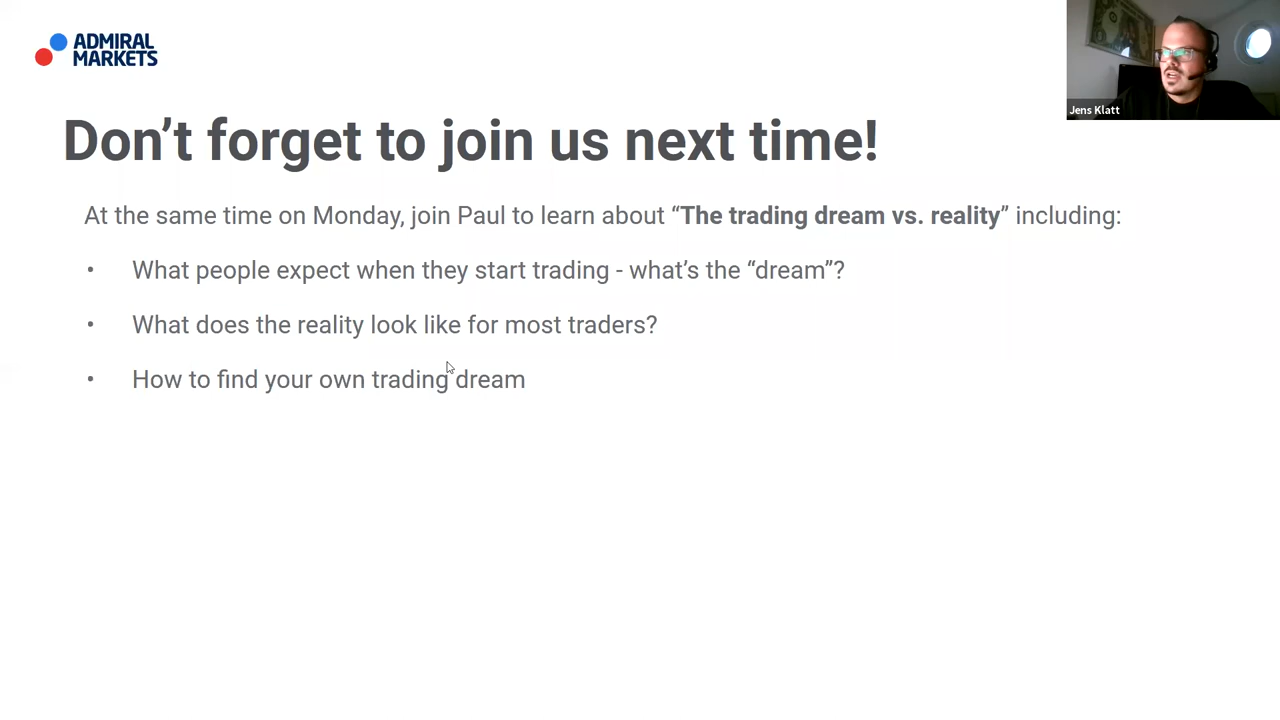 ADMIRAL
MARKETS
Jens Klatt
Don’t forget to join us next time!
At the same time on Monday, join Paul to learn about “The trading dream vs. reality” including:
• What people expect when they start trading - what’s the “dream”?
• What does the reality look like for most traders?
• How to find your own trading dream